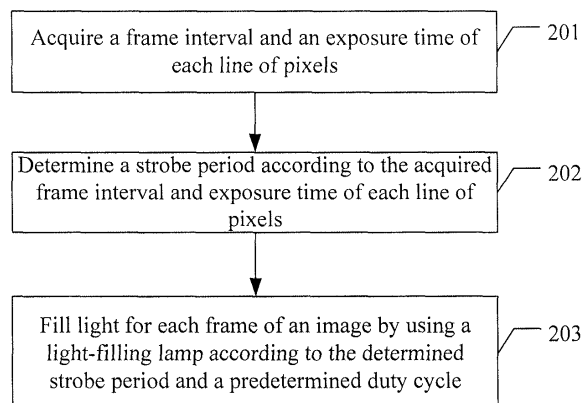 Acquire a frame interval and an exposure time of
each line of pixels
201
Determine a strobe period according to the acquired
frame interval and exposure time of each line of
pixels
202
Fill light for each frame of an image by using a
light-filling lamp according to the determined
strobe period and a predetermined duty cycle
203